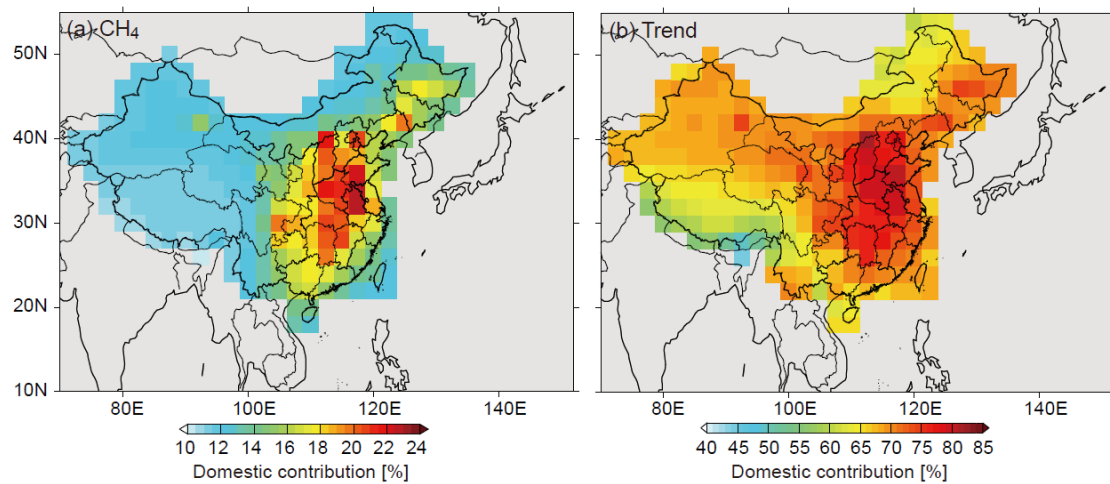 (a) CH₄
(b) Trend
50N
40N
30N
20N
10N
80E 100E 120E 140E
80E 100E 120E 140E
10 12 14 16 18 20 22 24
40 45 50 55 60 65 70 75 80 85
Domestic contribution [%]
Domestic contribution [%]